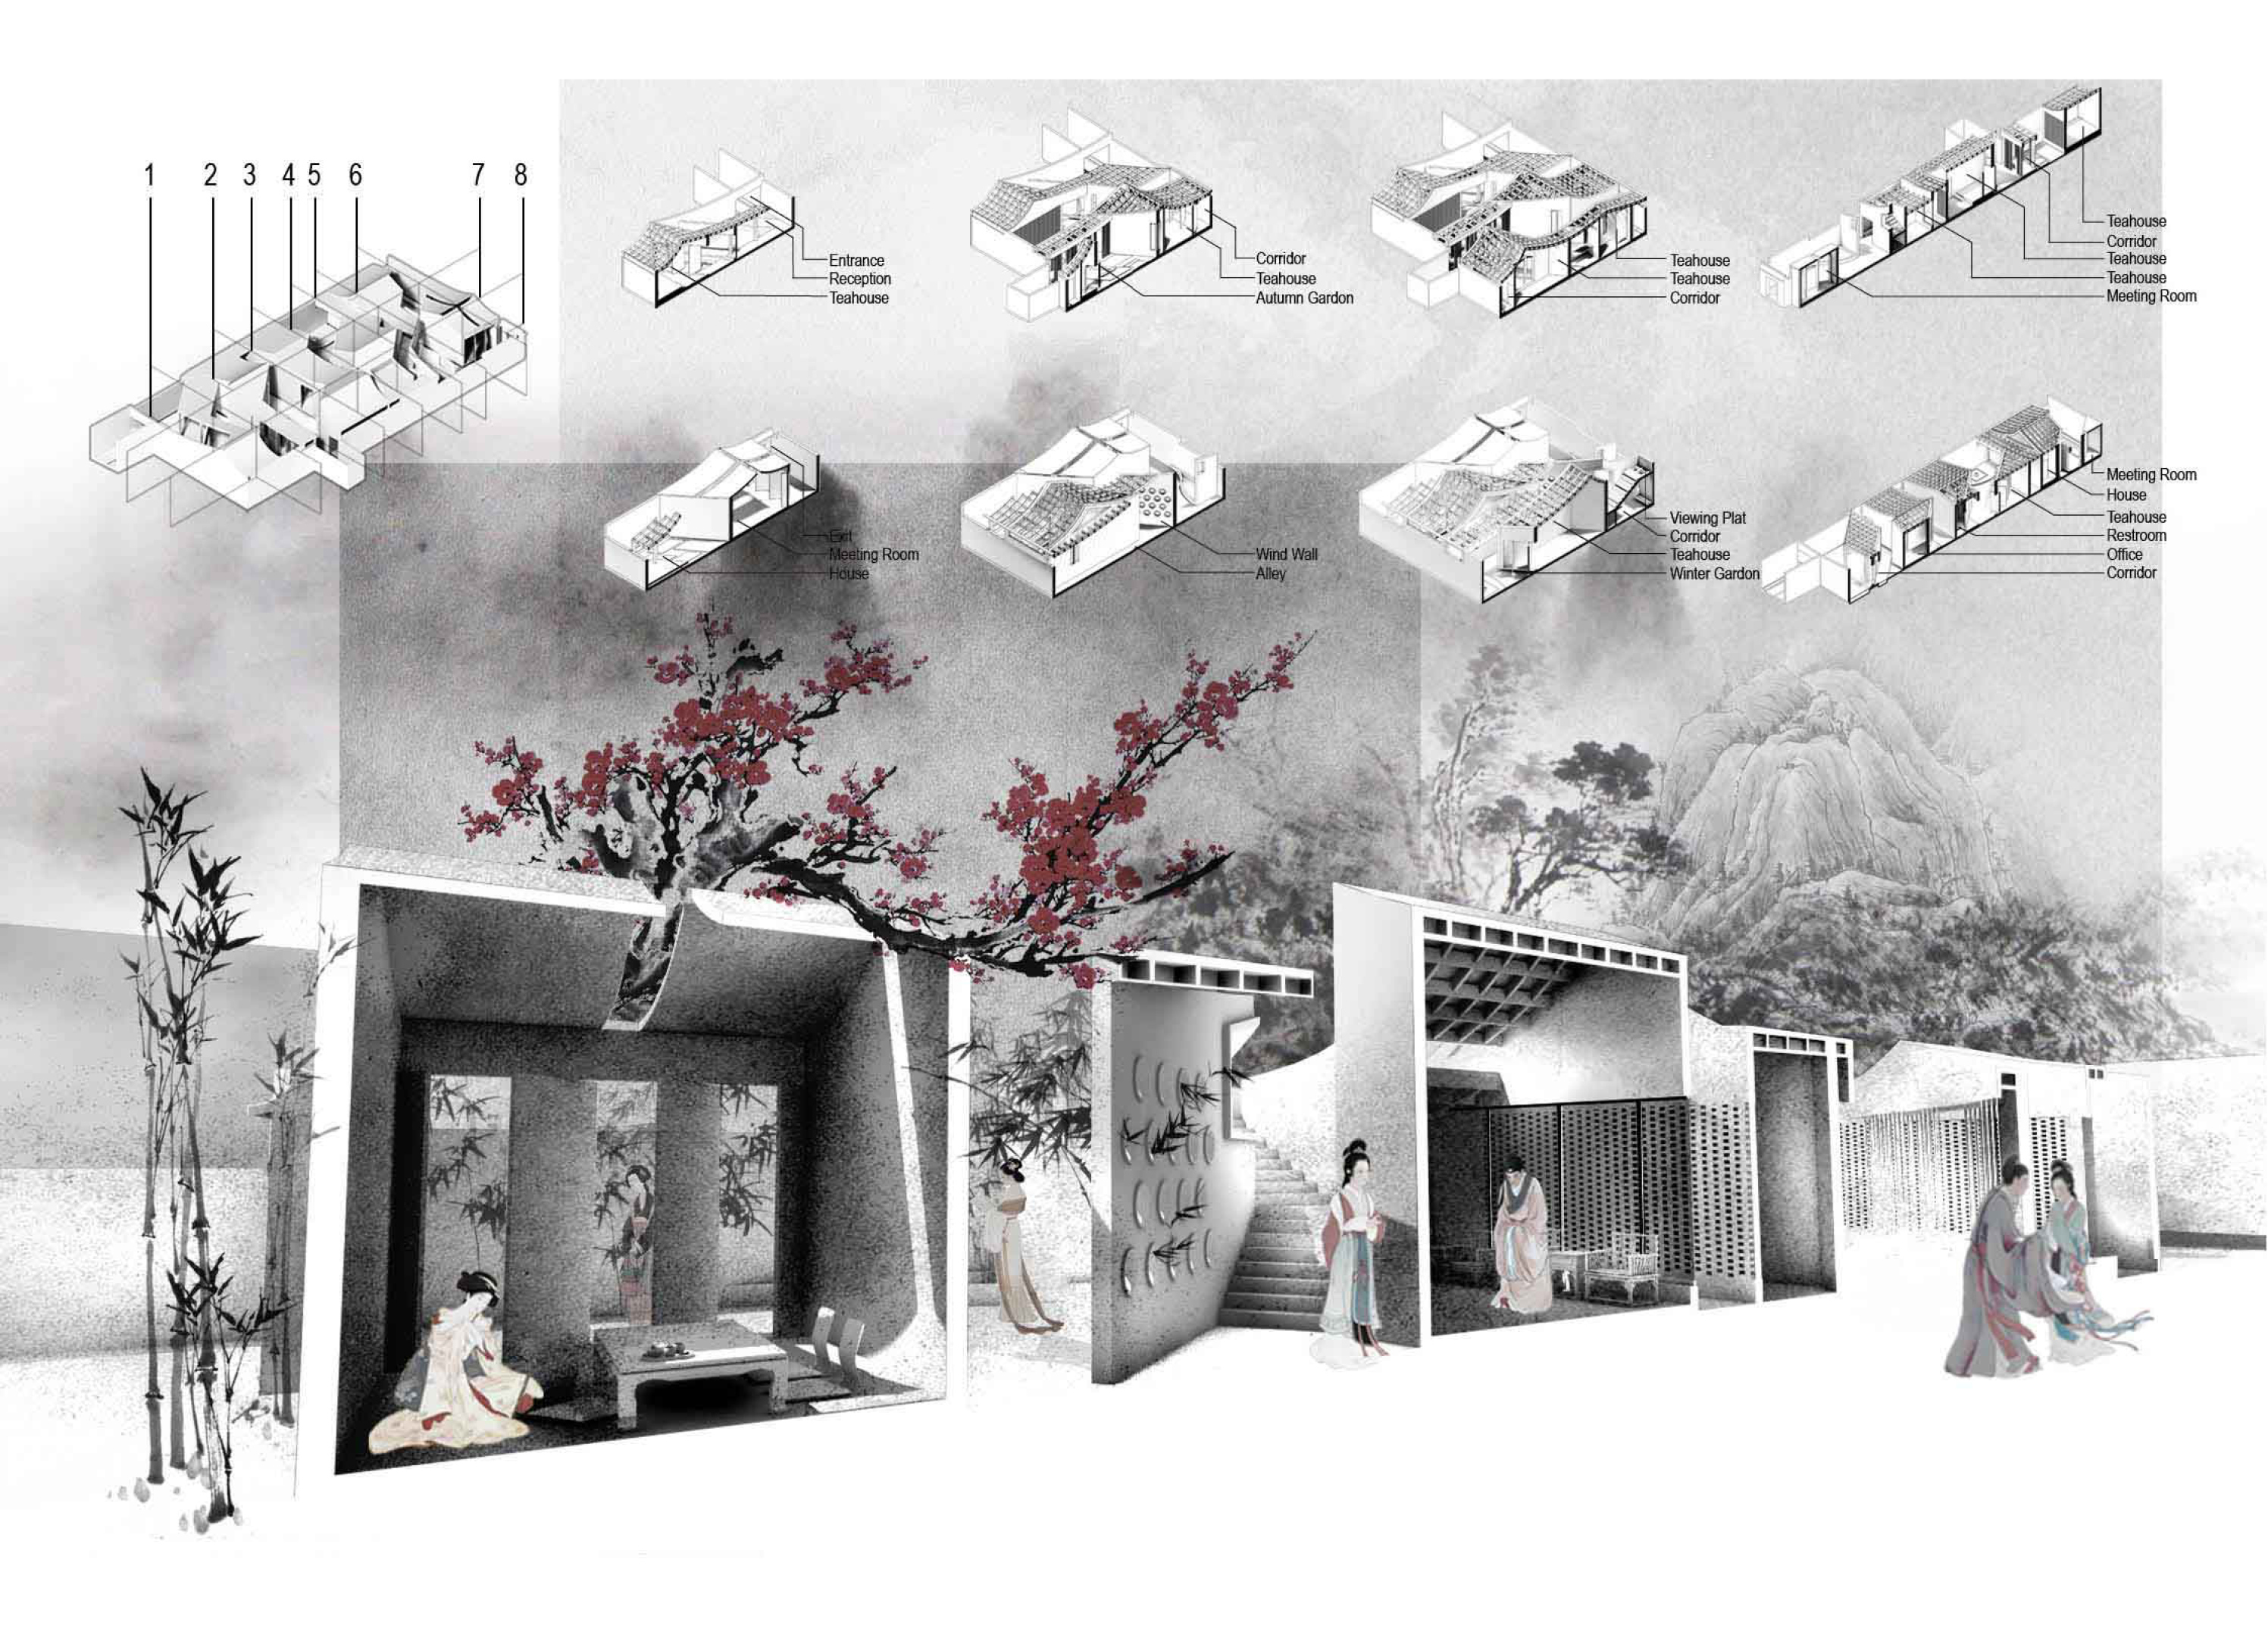 1 2 3 4 5 6 7 8
Entrance
Reception
Teahouse
Corridor
Teahouse
Autumn Gardon
Teahouse
Teahouse
Corridor
Teahouse
Corridor
Teahouse
Teahouse
Meeting Room
Exit
Meeting Room
House
Wind Wall
Alley
Viewing Plat
Corridor
Teahouse
Winter Gardon
Meeting Room
House
Teahouse
Restroom
Office
Corridor